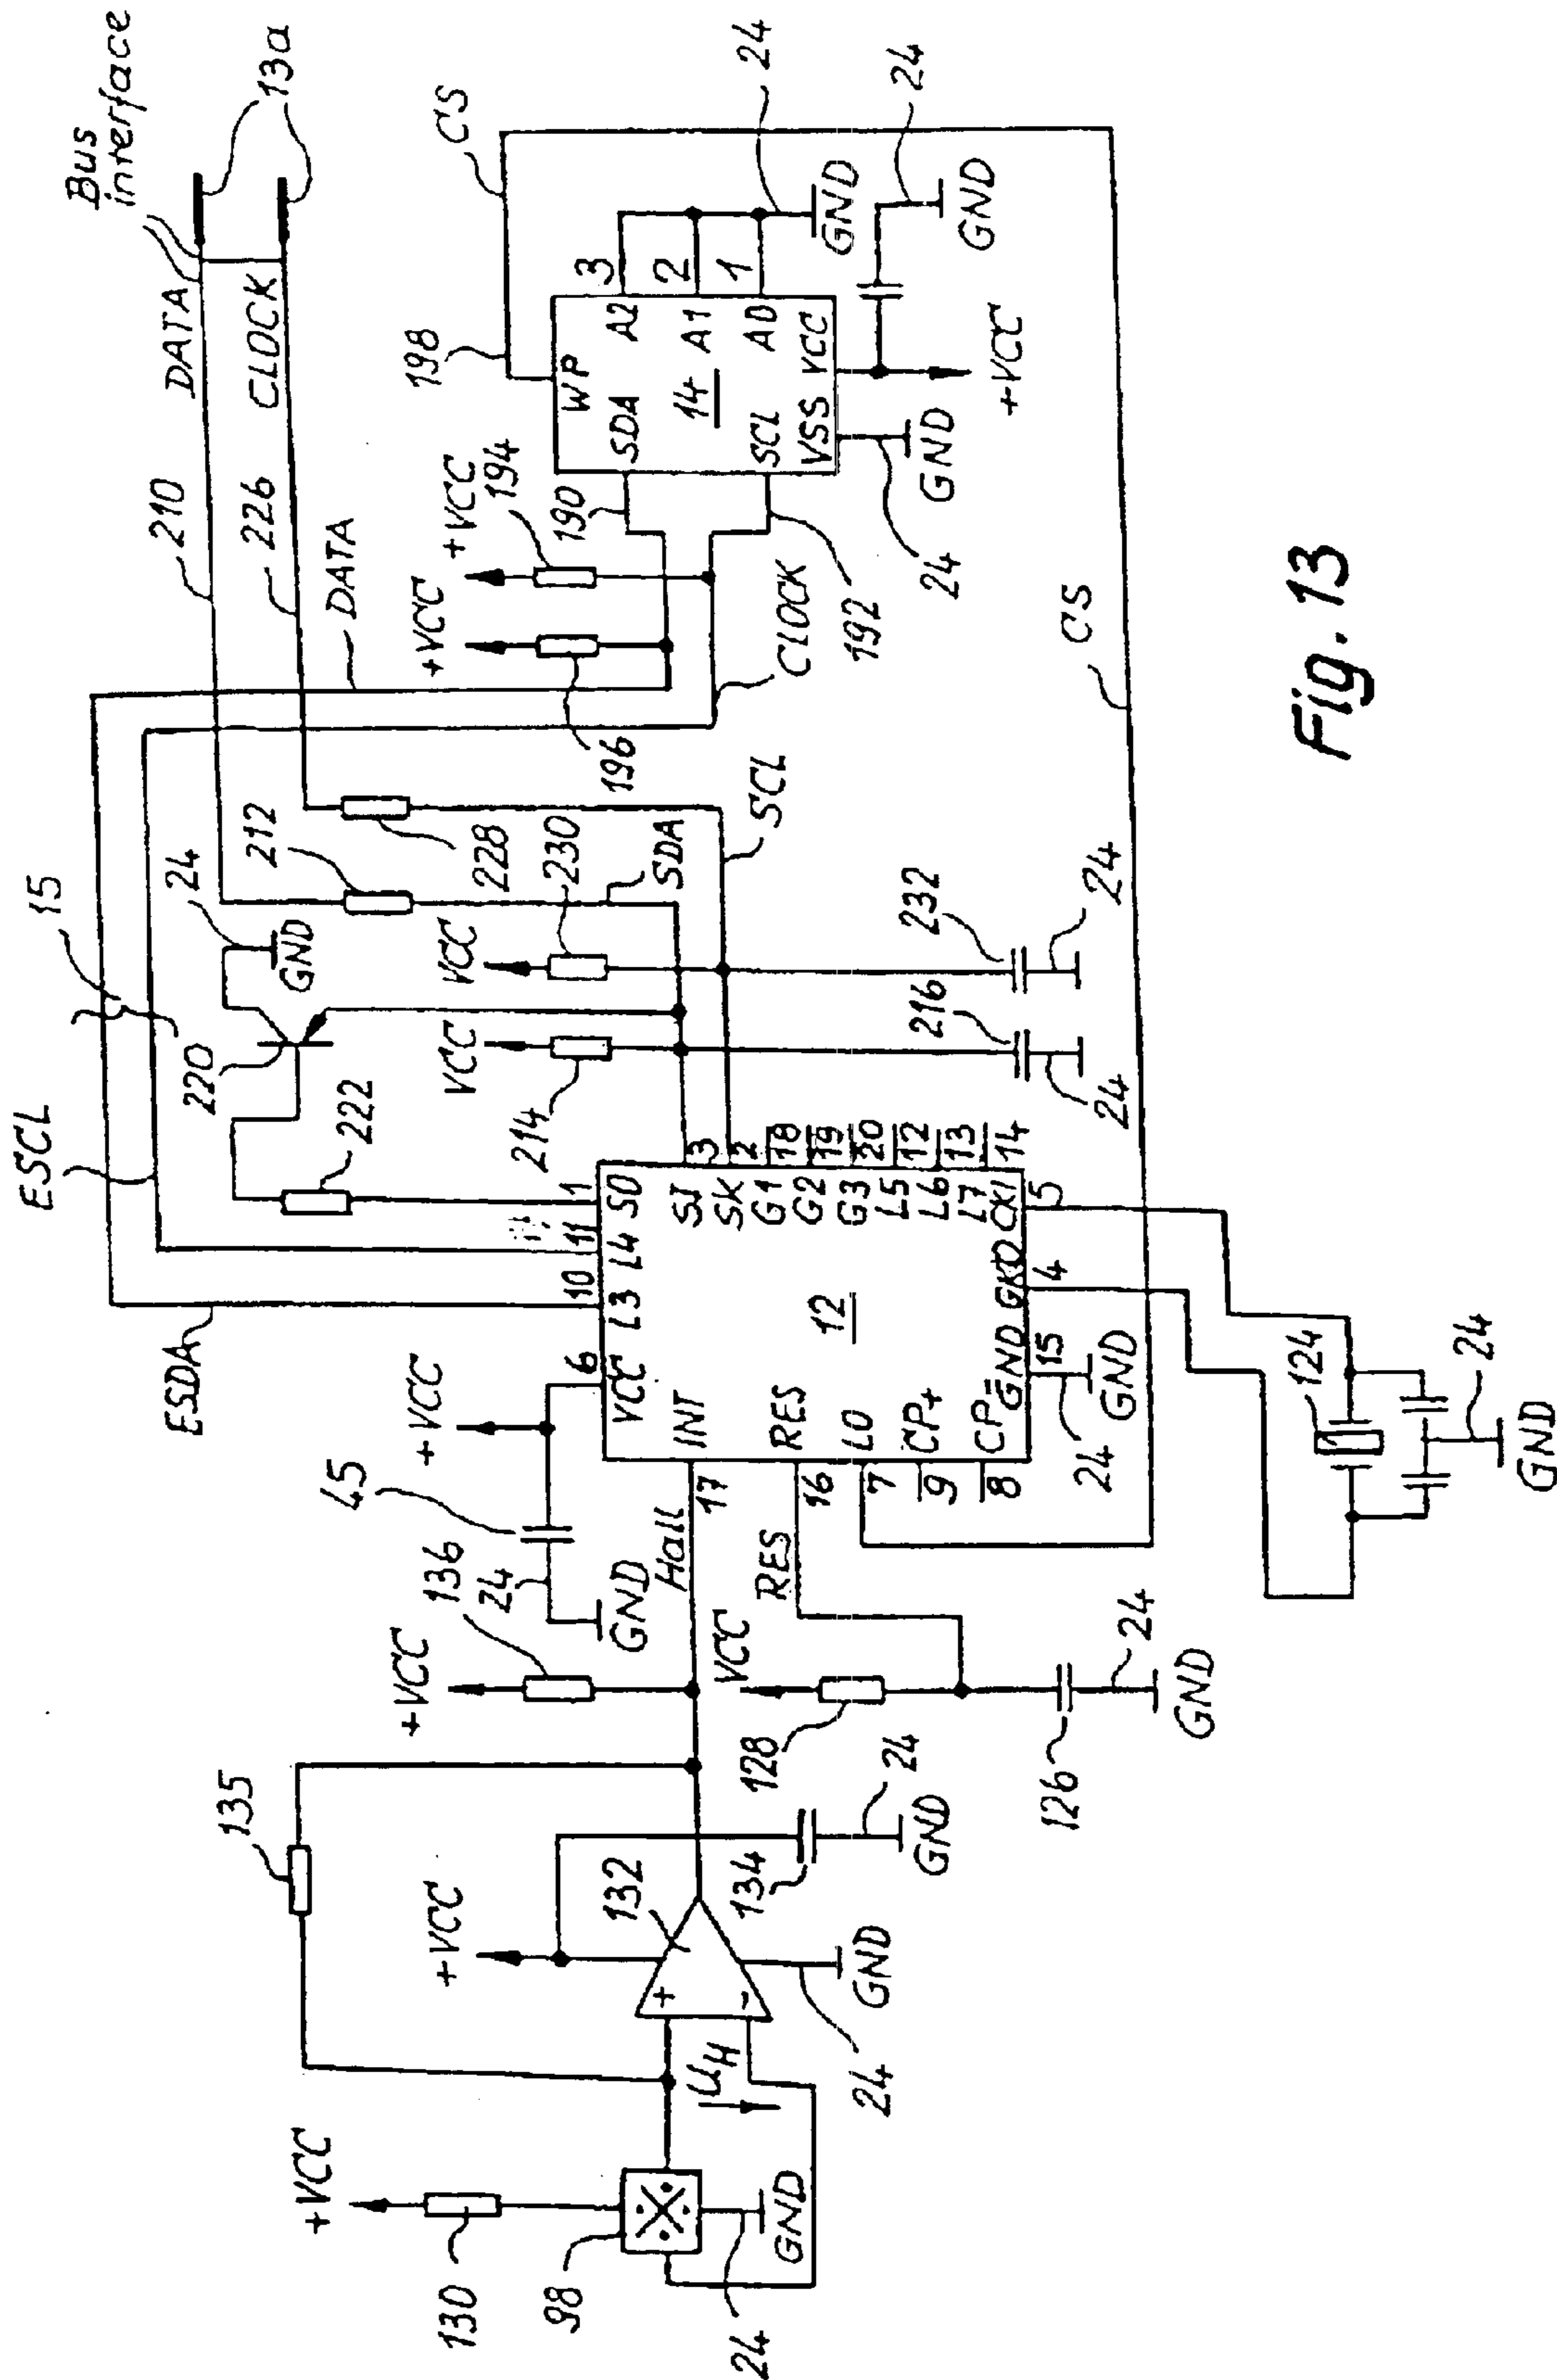 Bus
interface
13a
DATA
CLOCK
210
226
DATA
CS
198
24
24
15
24
212
ESCL
220
GND
222
228
230
SDA
SCL
VCC
VCC
214
+VCC
+VCC
194
190
196
CLOCK
192
WP
SDA
A2
3
A1
2
14
SCL
A0
1
VSS
VCC
GND
24
GND
GND
+VCC
232
216
24
24
CS
ESDA
10
11
1
6
VCC
L3
L4
SO
INT
SI
3
SK
2
G1
18
G2
19
G3
20
L5
12
L6
13
L7
14
12
RES
LO
CP+
CP-
GND
CKI
5
4
15
17
16
7
9
8
24
GND
+VCC
45
24
GND
Hall
RES
+VCC
136
VCC
128
126
24
GND
135
+VCC
132
134
24
GND
+
-
24
GND
UH
+VCC
130
98
24
GND
124
24
GND
Fig. 13